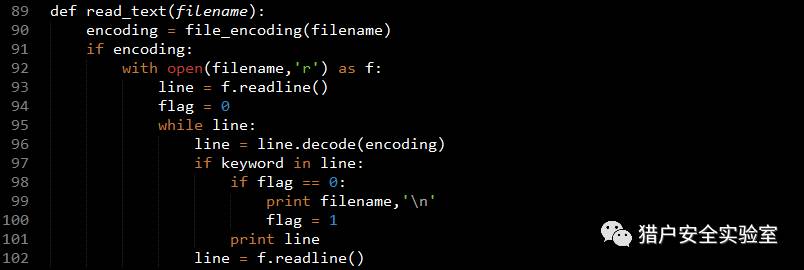 89 def read_text(filename):
90     encoding = file_encoding(filename)
91     if encoding:
92         with open(filename,'r') as f:
93             line = f.readline()
94             flag = 0
95             while line:
96                 line = line.decode(encoding)
97                 if keyword in line:
98                     if flag == 0:
99                         print filename,'\n'
100                         flag = 1
101                     print line
102                 line = f.readline()
猎户安全实验室